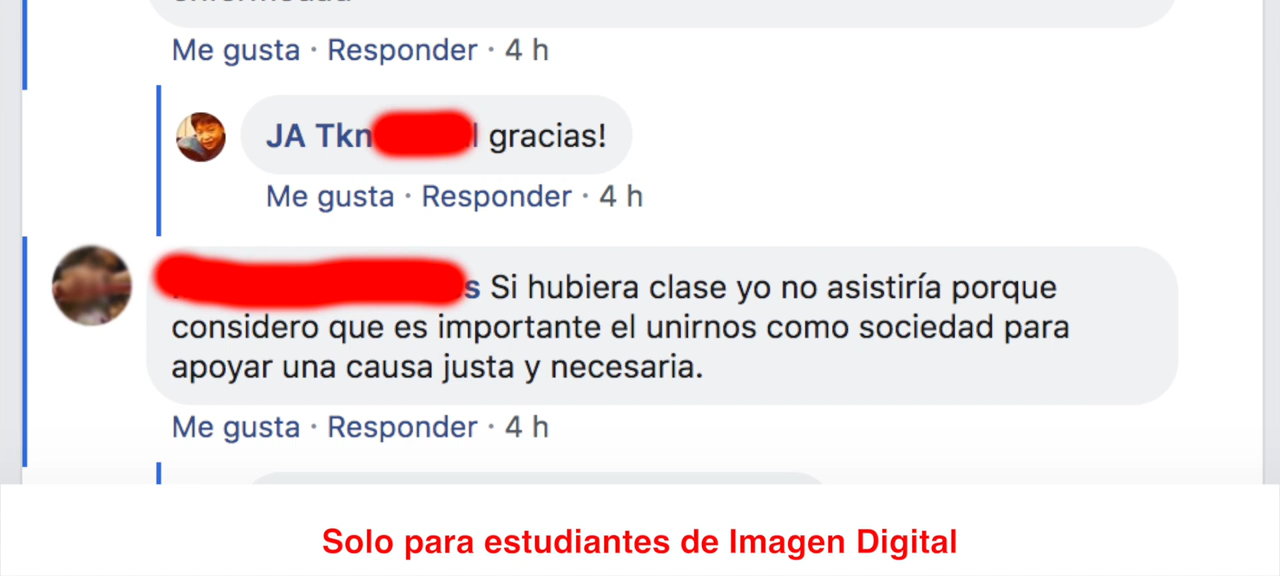 Me gusta · Responder · 4 h
JA Tkn gracias!
Me gusta · Responder · 4 h
s Si hubiera clase yo no asistiría porque
considero que es importante el unirnos como sociedad para
apoyar una causa justa y necesaria.
Me gusta · Responder · 4 h
Solo para estudiantes de Imagen Digital